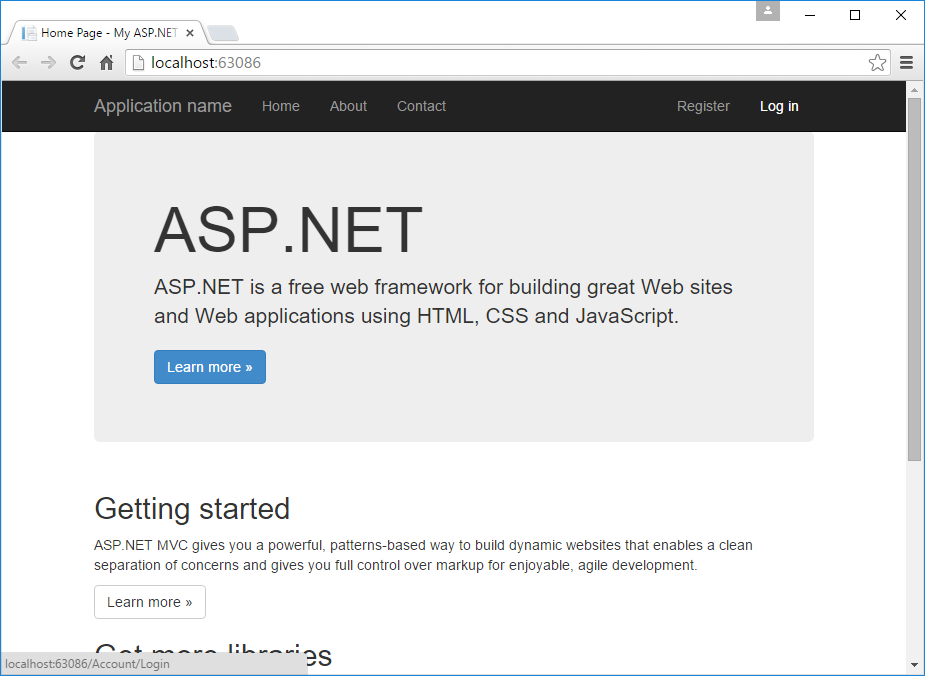 Home Page - My ASP.NET
localhost:63086
Application name Home About Contact Register Log in
ASP.NET
ASP.NET is a free web framework for building great Web sites
and Web applications using HTML, CSS and JavaScript.
Learn more »
Getting started
ASP.NET MVC gives you a powerful, patterns-based way to build dynamic websites that enables a clean
separation of concerns and gives you full control over markup for enjoyable, agile development.
Learn more »
Get more libraries
localhost:63086/Account/Login